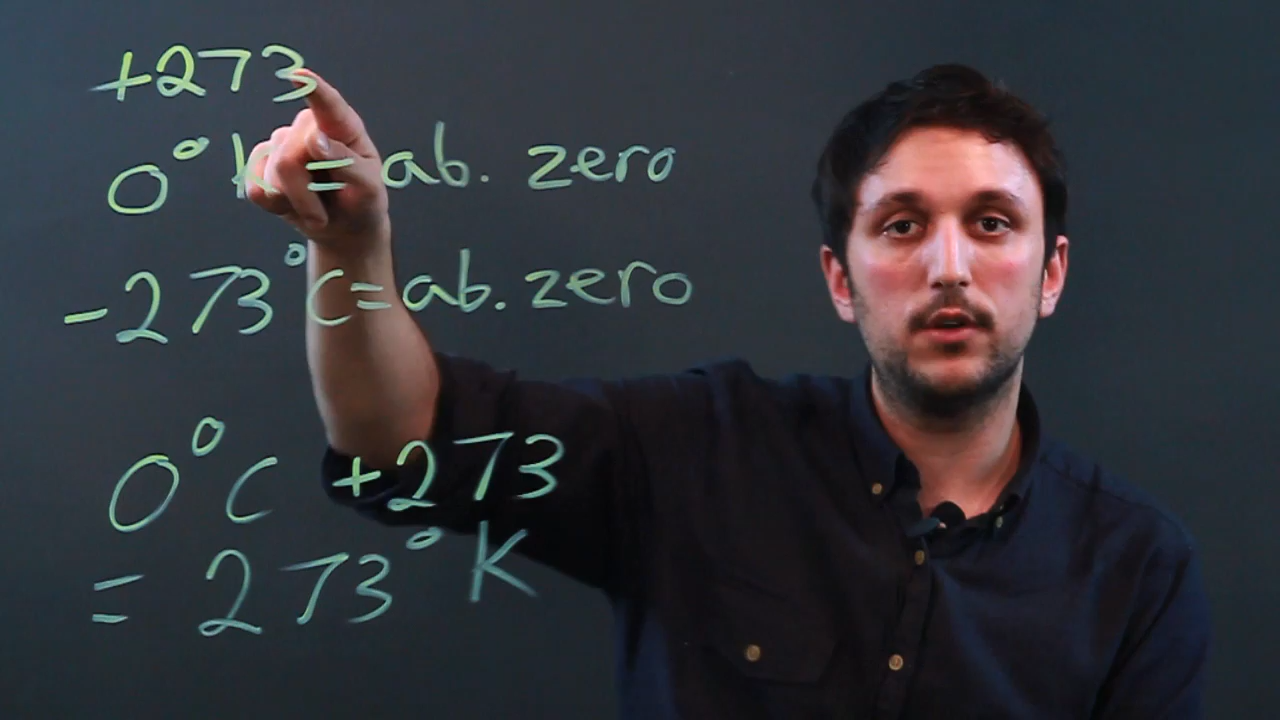 +273
0° K = ab. zero
-273°C = ab. zero
0°C +273
= 273° K